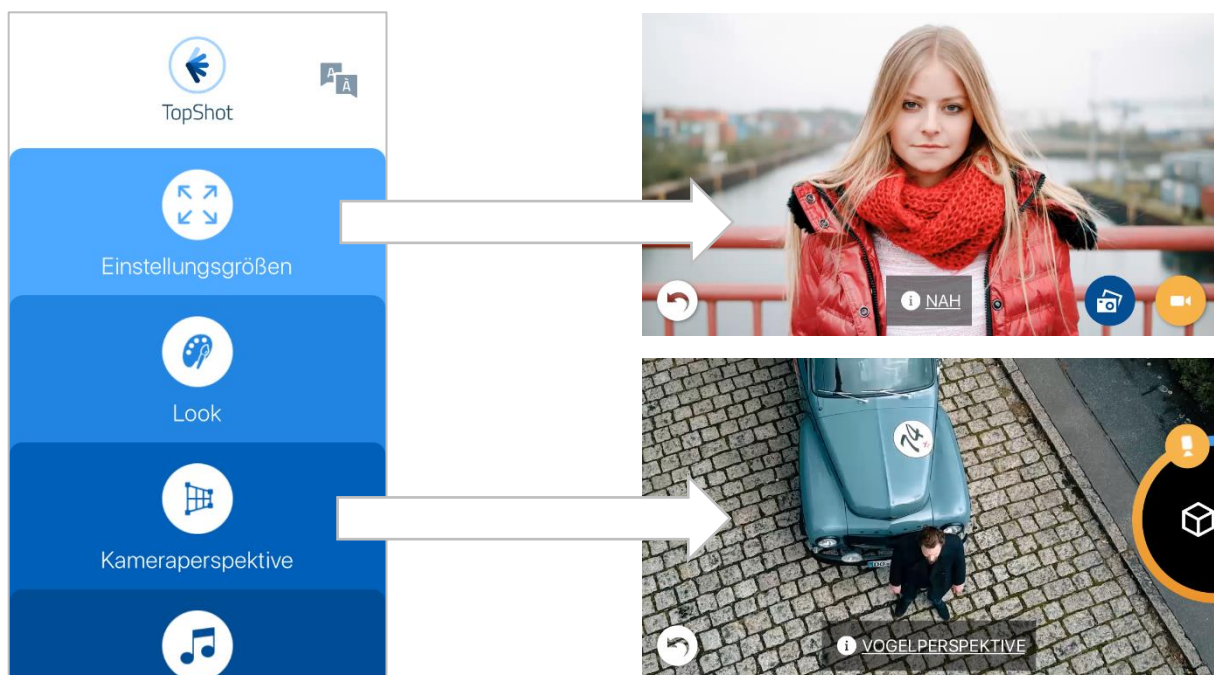 TopShot
A À
Einstellungsgrößen
Look
Kameraperspektive
NAH
74
VOGELPERSPEKTIVE